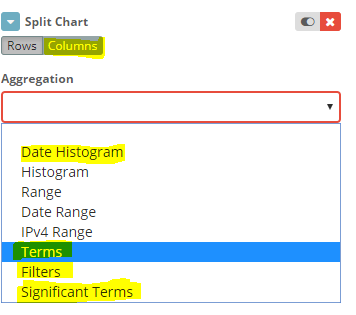 Split Chart
Rows Columns
Aggregation
Date Histogram
Histogram
Range
Date Range
IPv4 Range
Terms
Filters
Significant Terms